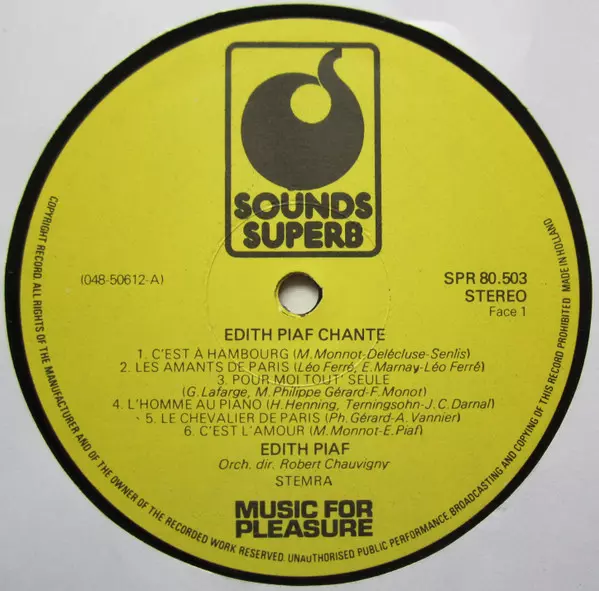 SOUNDS
SUPERB
(048-50612-A)
SPR 80.503
STEREO
Face 1
EDITH PIAF CHANTE
1. C'EST À HAMBOURG (M. Monnot-Delécluse-Senlis)
2. LES AMANTS DE PARIS (Léo Ferré, E. Marnay-Léo Ferré)
3. POUR MOI TOUT' SEULE
(G. Lafarge, M. Philippe Gérard-F. Monot)
4. L'HOMME AU PIANO (H. Henning, Terningsohn-J.C. Darnal)
5. LE CHEVALIER DE PARIS (Ph. Gérard-A. Vannier)
6. C'EST L'AMOUR (M. Monnot-E. Piaf)
EDITH PIAF
Orch. dir. Robert Chauvigny
STEMRA
MUSIC FOR
PLEASURE
COPYRIGHT RECORD. ALL RIGHTS OF THE MANUFACTURER AND OF THE OWNER OF THE RECORDED WORK RESERVED. UNAUTHORISED PUBLIC PERFORMANCE, BROADCASTING AND COPYING OF THIS RECORD PROHIBITED MADE IN HOLLAND